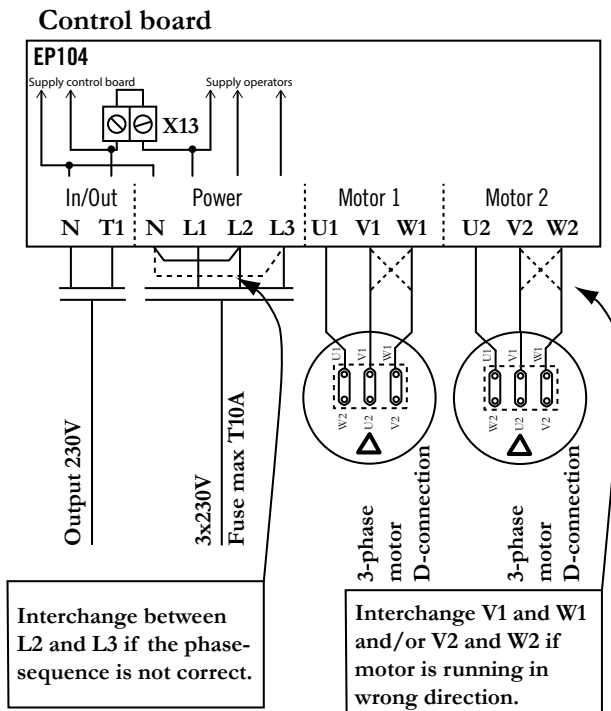 Control board
EP104
Supply control board
Supply operators
X13
In/Out Power Motor 1 Motor 2
N T1 N L1 L2 L3 U1 V1 W1 U2 V2 W2
U1 V1 W1
W2 U2 V2
U1 V1 W1
W2 U2 V2
Output 230V
3x230V
Fuse max T10A
3-phase
motor
D-connection
3-phase
motor
D-connection
Interchange between
L2 and L3 if the phase-
sequence is not correct.
Interchange V1 and W1
and/or V2 and W2 if
motor is running in
wrong direction.